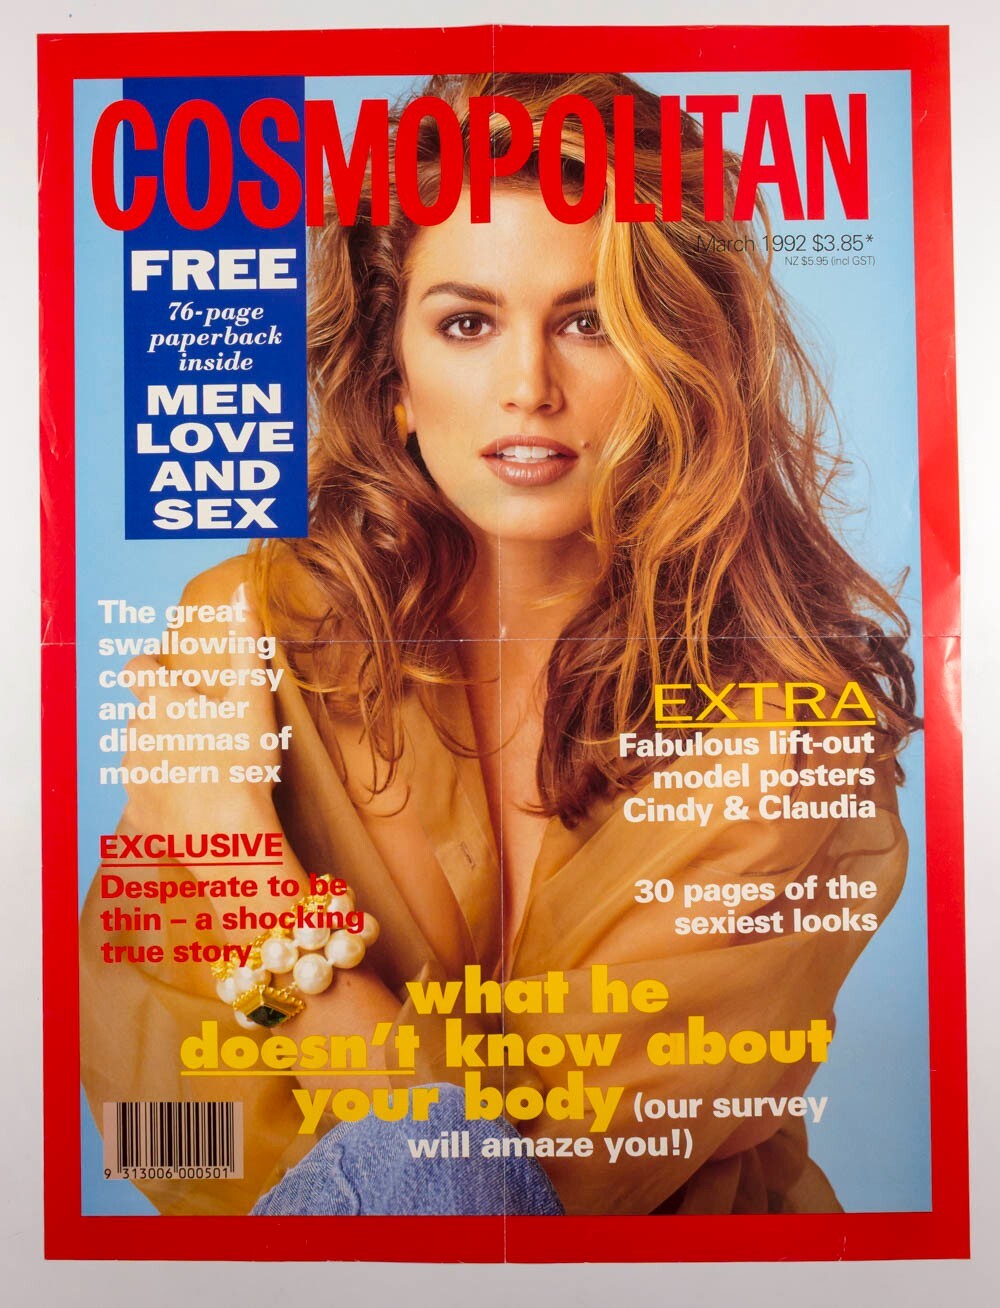 COSMOPOLITAN
March 1992 $3.85*
NZ $5.95 (incl GST)
FREE
76-page
paperback
inside
MEN
LOVE
AND
SEX
The great
swallowing
controversy
and other
dilemmas of
modern sex
EXTRA
Fabulous lift-out
model posters
Cindy & Claudia
EXCLUSIVE
Desperate to be
thin – a shocking
true story
30 pages of the
sexiest looks
what he
doesn't know about
your body (our survey
will amaze you!)
9 313006 000501